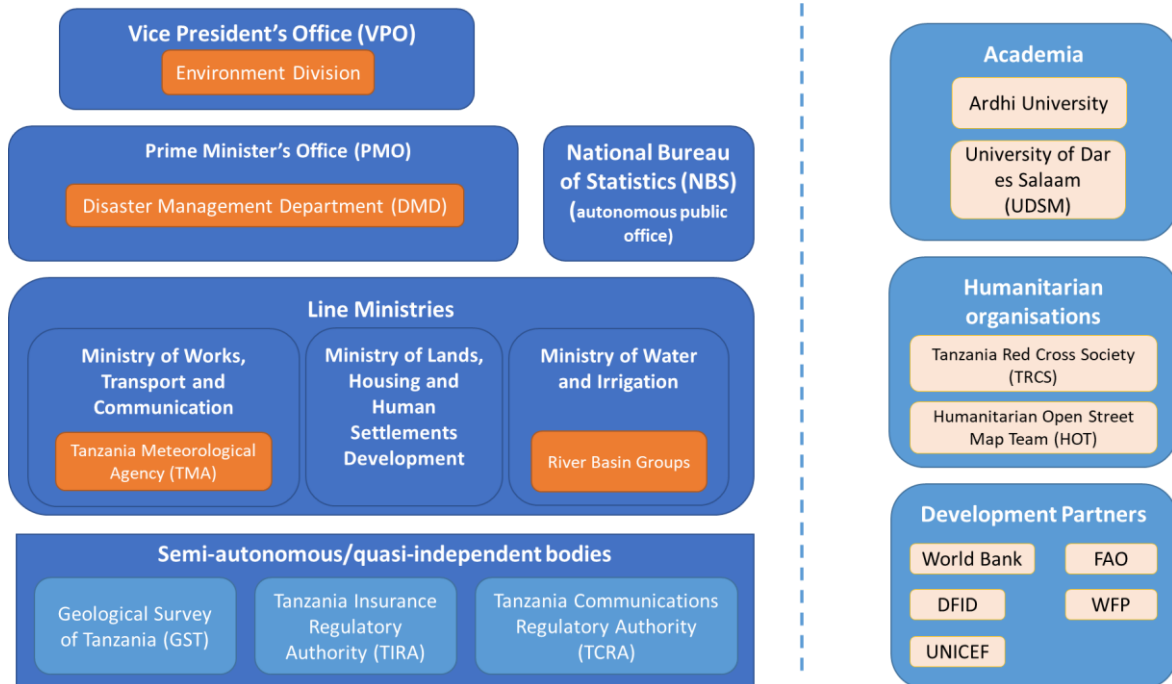 Vice President's Office (VPO)
Environment Division
Prime Minister's Office (PMO)
Disaster Management Department (DMD)
National Bureau
of Statistics (NBS)
(autonomous public
office)
Line Ministries
Ministry of Works,
Transport and
Communication
Tanzania Meteorological
Agency (TMA)
Ministry of Lands,
Housing and
Human
Settlements
Development
Ministry of Water
and Irrigation
River Basin Groups
Semi-autonomous/quasi-independent bodies
Geological Survey
of Tanzania (GST)
Tanzania Insurance
Regulatory
Authority (TIRA)
Tanzania Communications
Regulatory Authority
(TCRA)
Academia
Ardhi University
University of Dar
es Salaam
(UDSM)
Humanitarian
organisations
Tanzania Red Cross Society
(TRCS)
Humanitarian Open Street
Map Team (HOT)
Development Partners
World Bank
FAO
DFID
WFP
UNICEF